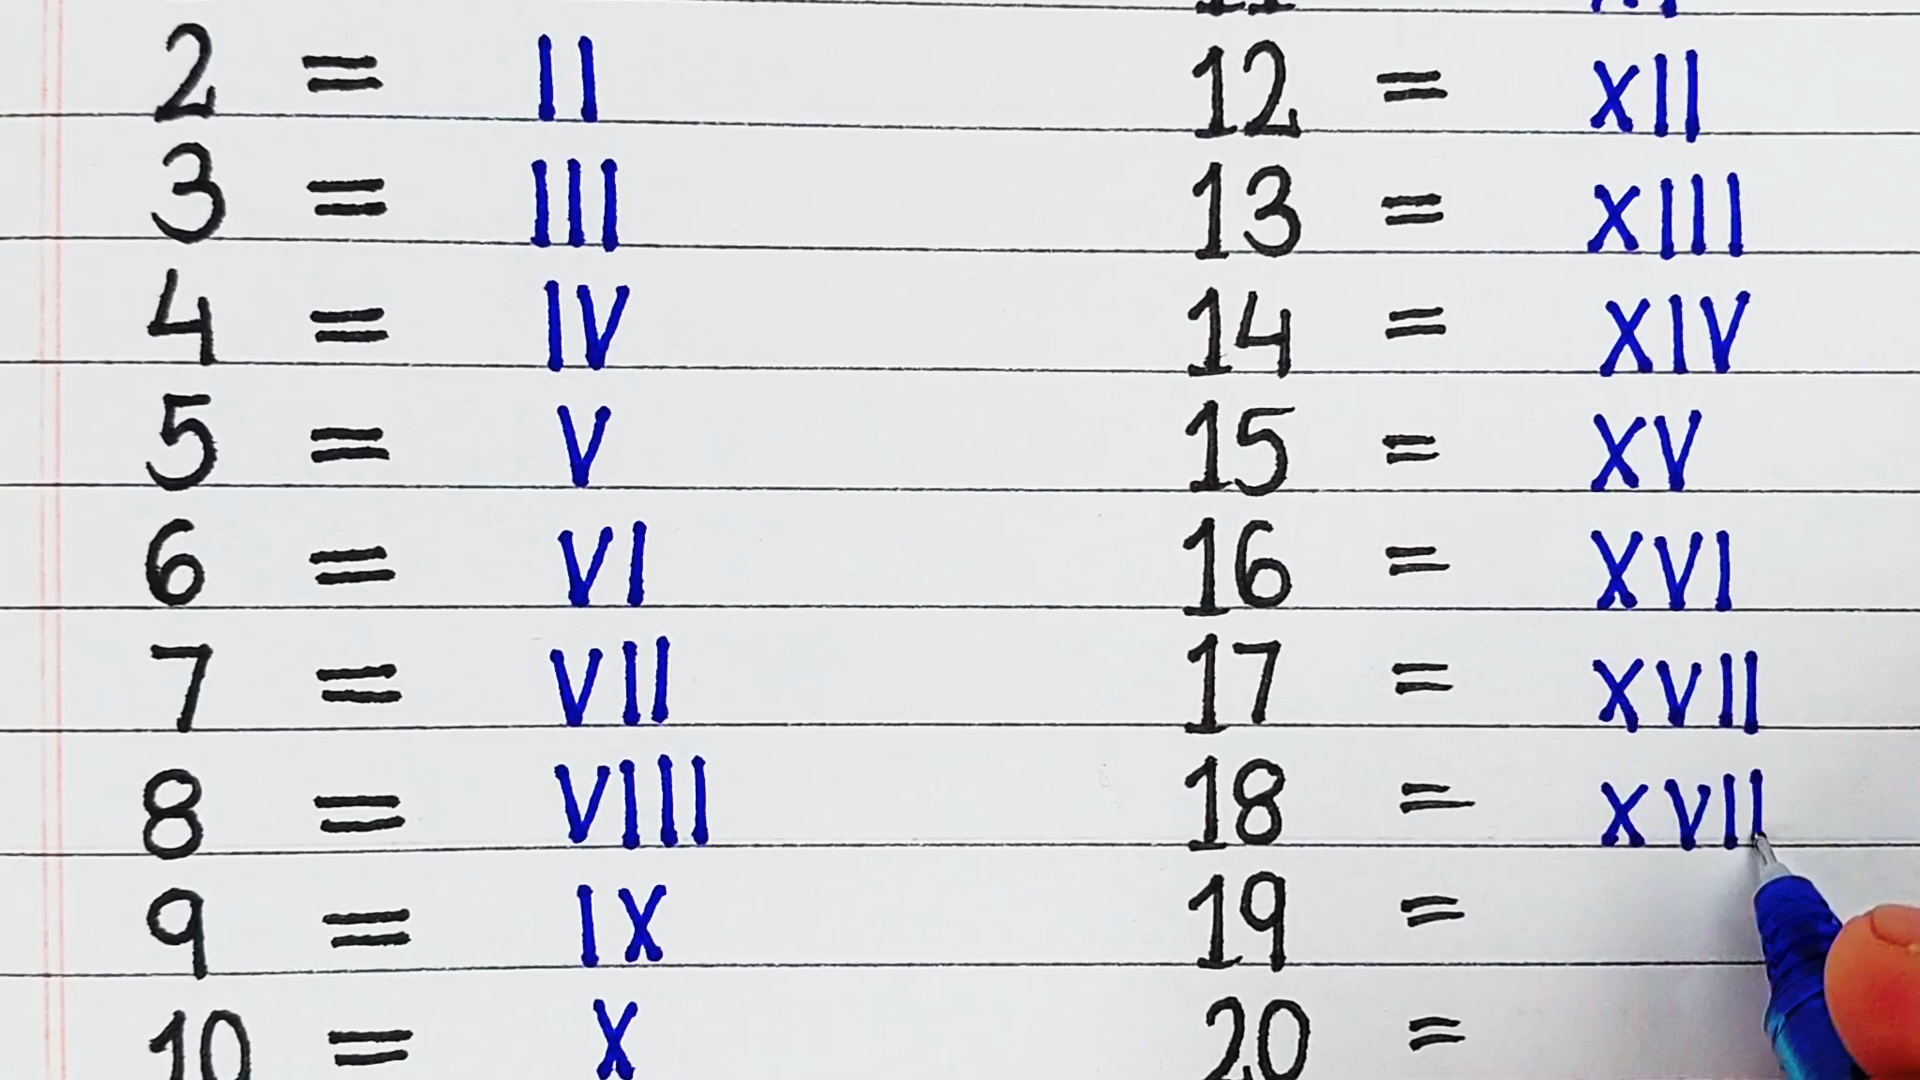 2 = II
3 = III
4 = IV
5 = V
6 = VI
7 = VII
8 = VIII
9 = IX
10 = X
12 = XII
13 = XIII
14 = XIV
15 = XV
16 = XVI
17 = XVII
18 = XVII
19 =
20 =